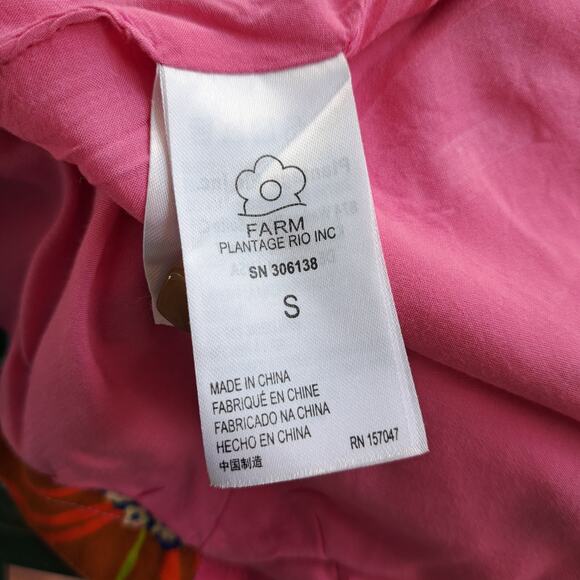 FARM
PLANTAGE RIO INC
SN 306138
S
MADE IN CHINA
FABRIQUÉ EN CHINE
FABRICADO NA CHINA
HECHO EN CHINA
RN 157047
中国制造